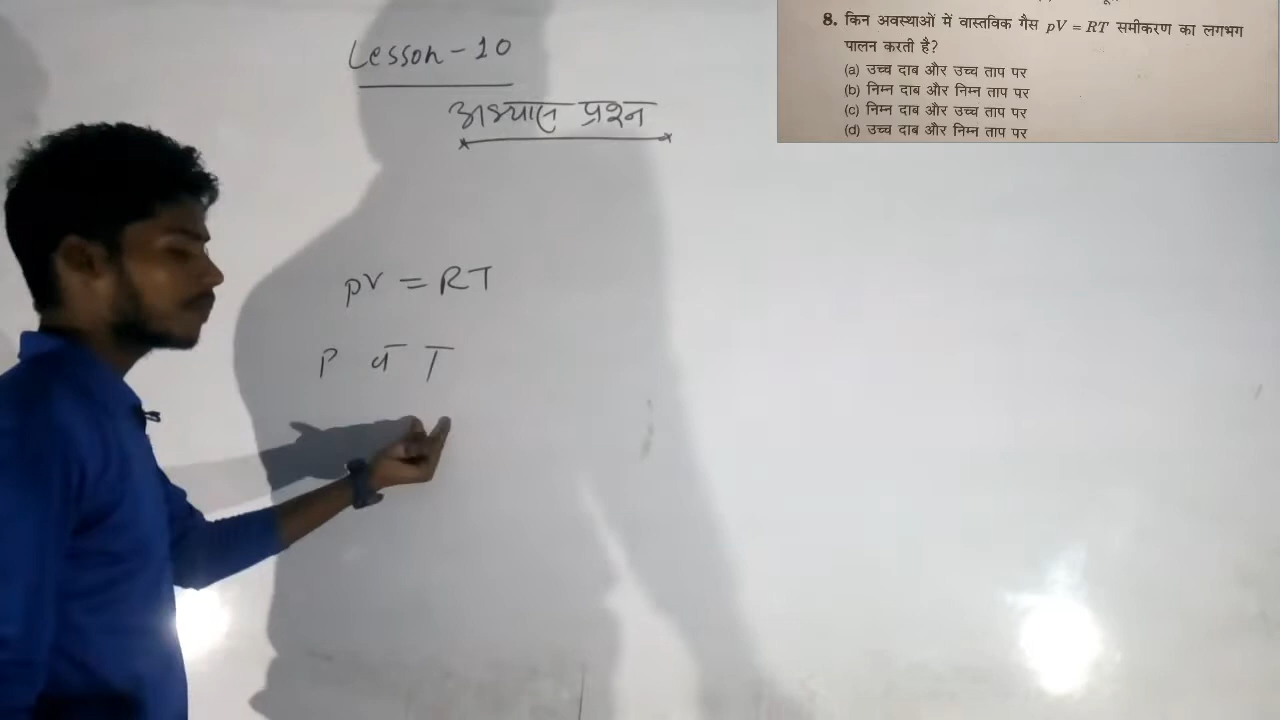 Lesson - 10
अभ्यास प्रश्न
PV = RT
P व T
8. किन अवस्थाओं में वास्तविक गैस pV = RT समीकरण का लगभग
पालन करती है?
(a) उच्च दाब और उच्च ताप पर
(b) निम्न दाब और निम्न ताप पर
(c) निम्न दाब और उच्च ताप पर
(d) उच्च दाब और निम्न ताप पर